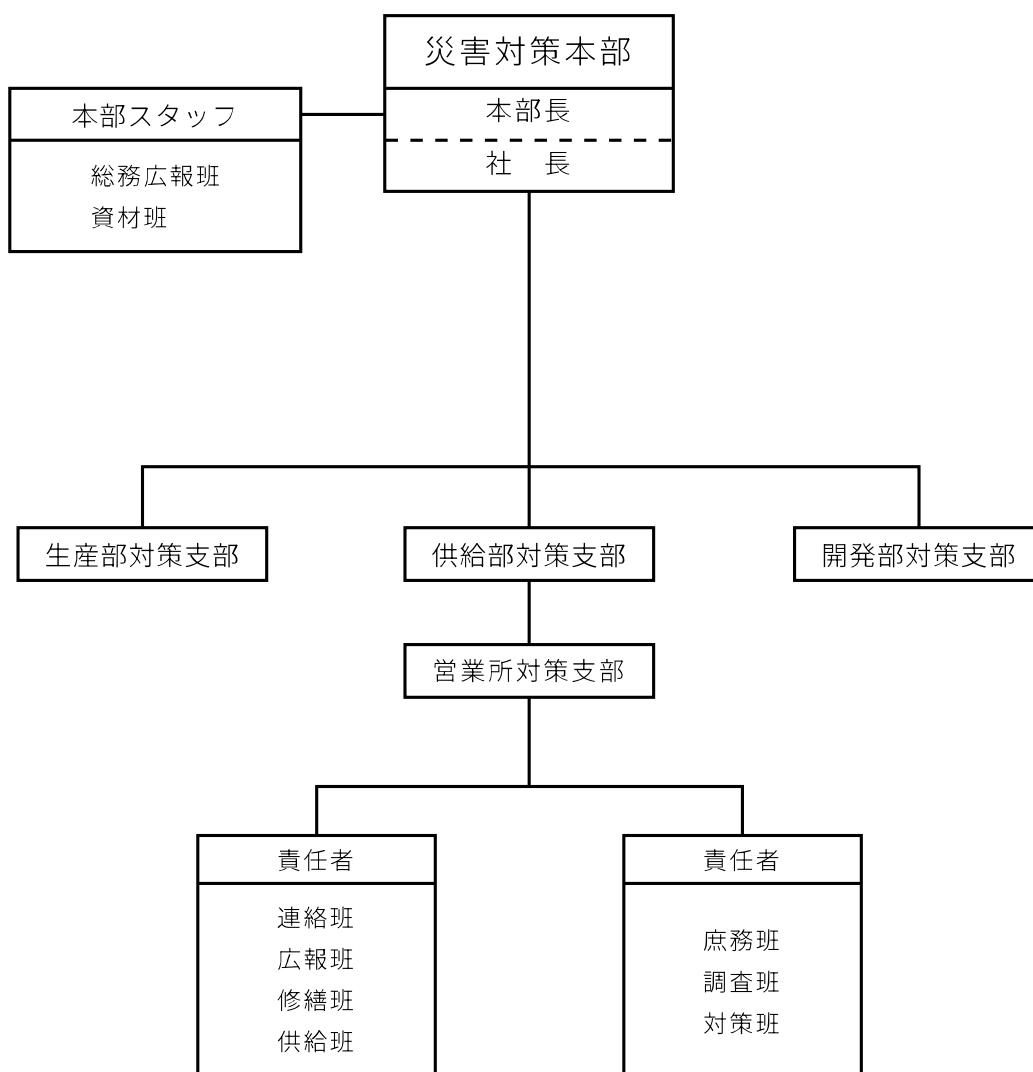 災害対策本部
本部長
社　長
本部スタッフ
総務広報班
資材班
生産部対策支部
供給部対策支部
開発部対策支部
営業所対策支部
責任者
連絡班
広報班
修繕班
供給班
責任者
庶務班
調査班
対策班